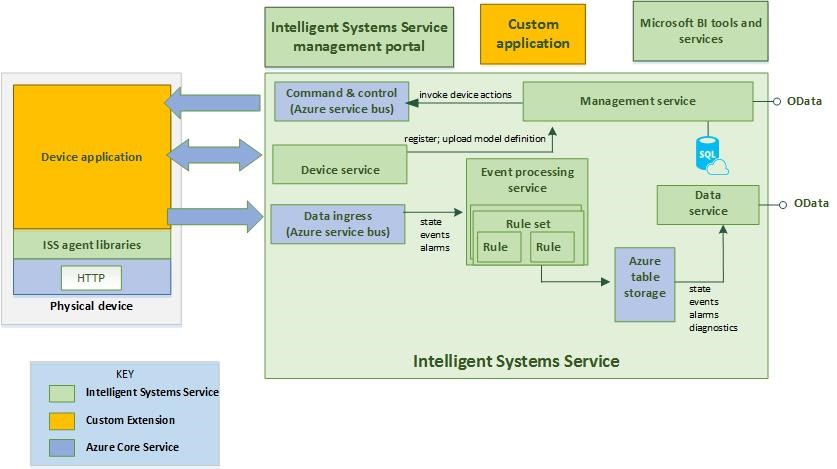 Intelligent Systems Service
management portal
Custom
application
Microsoft BI tools and
services
Device application
ISS agent libraries
HTTP
Physical device
Command & control
(Azure service bus)
invoke device actions
Management service
OData
register; upload model definition
Device service
SQL
Event processing
service
Data ingress
(Azure service bus)
state
events
alarms
Rule set
Rule
Rule
Data
service
OData
Azure
table
storage
state
events
alarms
diagnostics
Intelligent Systems Service
KEY
Intelligent Systems Service
Custom Extension
Azure Core Service